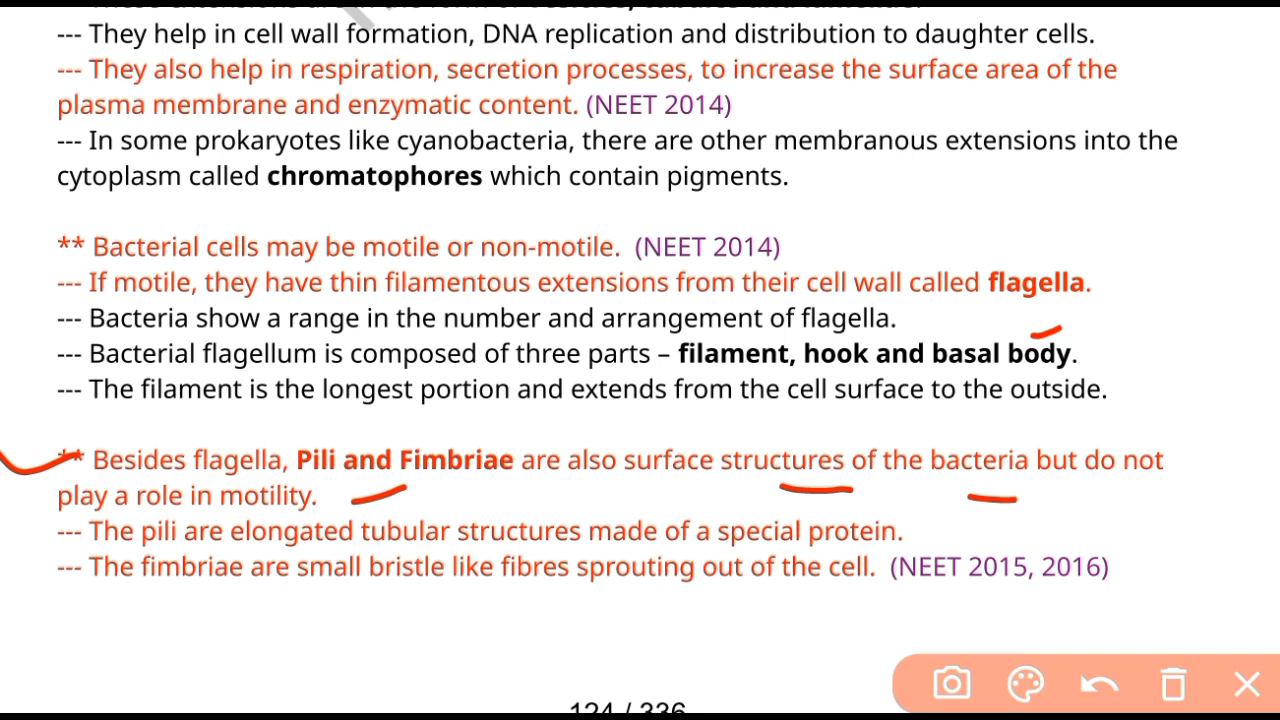 --- They help in cell wall formation, DNA replication and distribution to daughter cells.
--- They also help in respiration, secretion processes, to increase the surface area of the
plasma membrane and enzymatic content. (NEET 2014)
--- In some prokaryotes like cyanobacteria, there are other membranous extensions into the
cytoplasm called chromatophores which contain pigments.
** Bacterial cells may be motile or non-motile. (NEET 2014)
--- If motile, they have thin filamentous extensions from their cell wall called flagella.
--- Bacteria show a range in the number and arrangement of flagella.
--- Bacterial flagellum is composed of three parts – filament, hook and basal body.
--- The filament is the longest portion and extends from the cell surface to the outside.
** Besides flagella, Pili and Fimbriae are also surface structures of the bacteria but do not
play a role in motility.
--- The pili are elongated tubular structures made of a special protein.
--- The fimbriae are small bristle like fibres sprouting out of the cell. (NEET 2015, 2016)
124 / 336